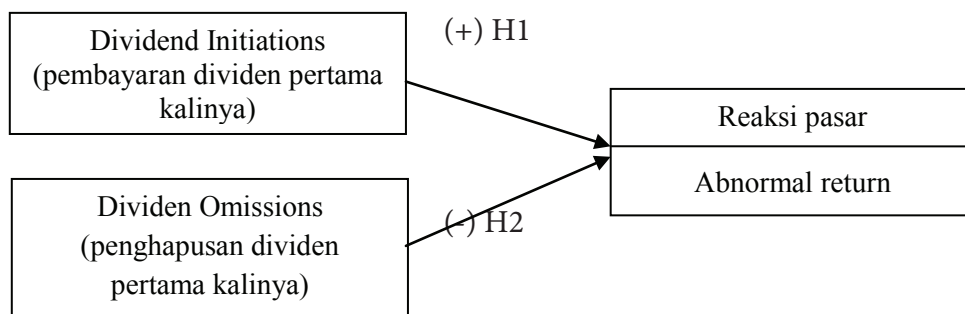 (+) H1
Dividend Initiations
(pembayaran dividen pertama
kalinya)
Reaksi pasar
Abnormal return
Dividen Omissions
(penghapusan dividen
pertama kalinya)
(-) H2